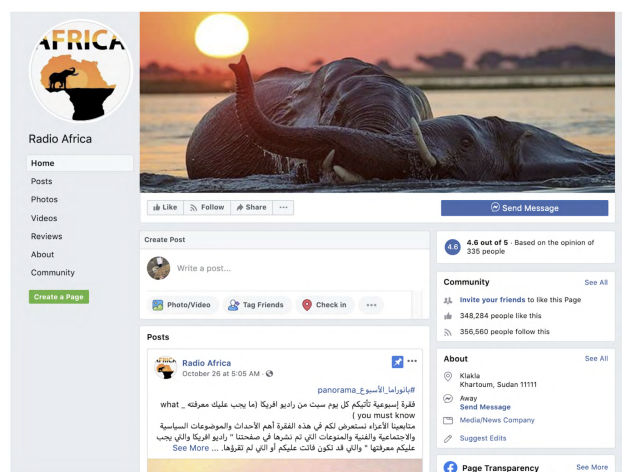 AFRICA
Radio Africa
Home
Posts
Photos
Videos
Reviews
About
Community
Create a Page
Like
Follow
Share
Send Message
Create Post
Write a post...
Photo/Video
Tag Friends
Check in
Posts
AFRICA
Radio Africa
October 26 at 5:05 AM
#بانوراما_الأسبوع_panorama
فقرة إسبوعية تأتيكم كل يوم سبت من راديو افريكا (ما يجب عليك معرفته _ what
you must know )
متابعينا الأعزاء نستعرض لكم في هذه الفقرة أهم الأحداث والموضوعات السياسية
والاجتماعية والفنية والمنوعات التي تم نشرها في صفحتنا " راديو افريكا والتي يجب
عليكم معرفتها " والتي قد تكون فاتت عليكم أو التي لم تقرؤها. ... See More
4.6
4.6 out of 5 · Based on the opinion of
335 people
Community
See All
Invite your friends to like this Page
348,284 people like this
356,560 people follow this
About
See All
Klakla
Khartoum, Sudan 11111
Away
Send Message
Media/News Company
Suggest Edits
Page Transparency
See More